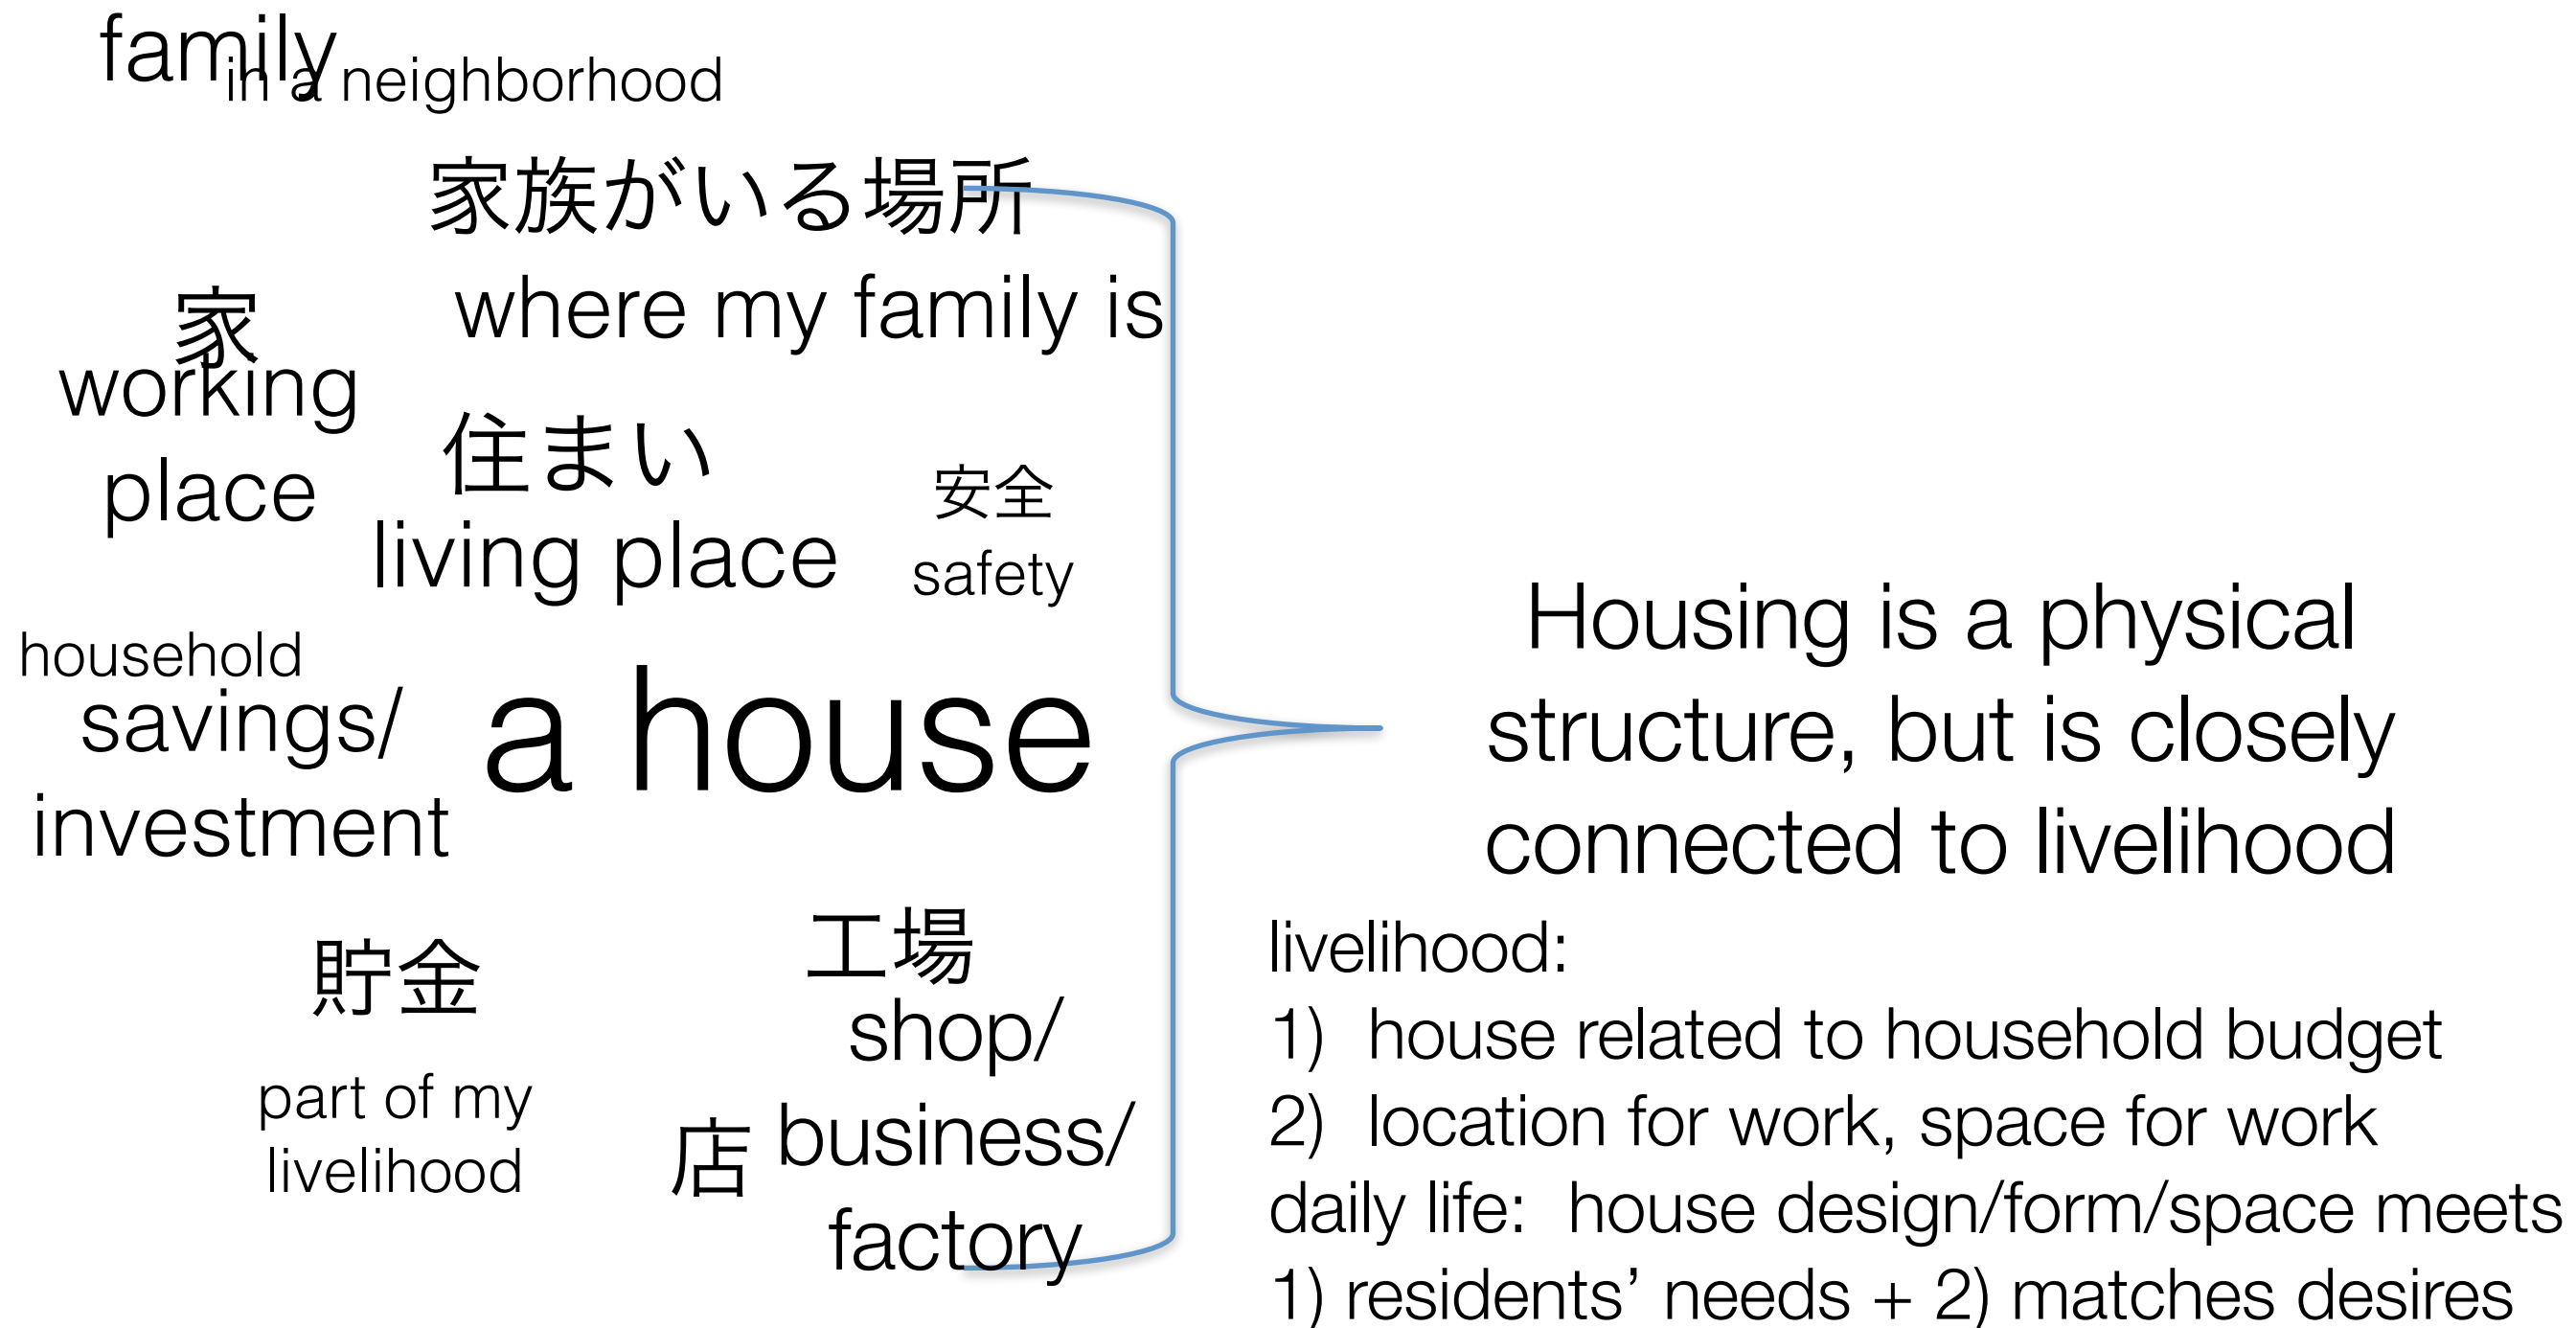 family
in a neighborhood
家族がいる場所
where my family is
家
working
place
住まい
living place
安全
safety
household
savings/
investment
a house
貯金
part of my
livelihood
工場
shop/
店
business/
factory
Housing is a physical
structure, but is closely
connected to livelihood
livelihood:
1) house related to household budget
2) location for work, space for work
daily life: house design/form/space meets
1) residents’ needs + 2) matches desires